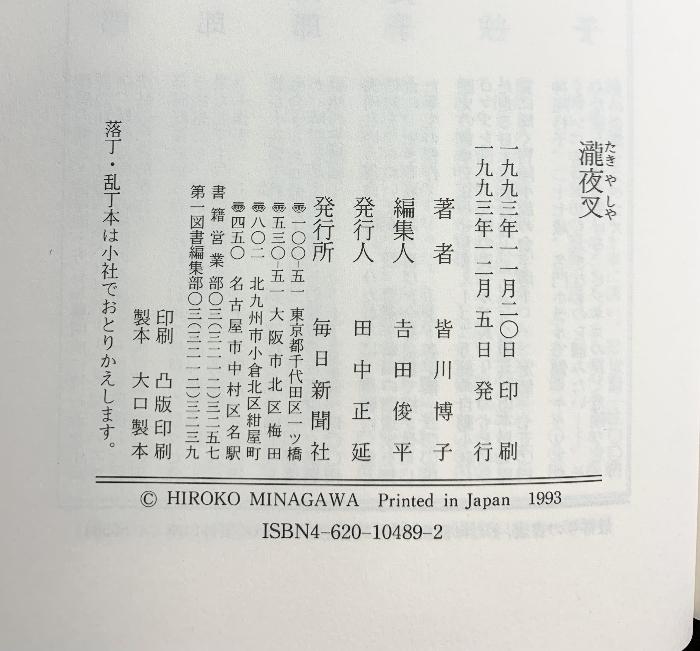 瀧夜叉
たきやしや
一九九三年一一月二〇日 印刷
一九九三年一二月五日 発行
著者 皆川博子
編集人 吉田俊平
発行人 田中正延
発行所 毎日新聞社
〠一〇〇-五一 東京都千代田区一ツ橋
〠五三〇-五一 大阪市北区梅田
〠八〇二 北九州市小倉北区紺屋町
〠四五〇 名古屋市中村区名駅
書籍営業部〇三(三二一二)三二五七
第一図書編集部〇三(三二一二)三二三九
印刷 凸版印刷
製本 大口製本
落丁・乱丁本は小社でおとりかえします。
© HIROKO MINAGAWA Printed in Japan 1993
ISBN4-620-10489-2